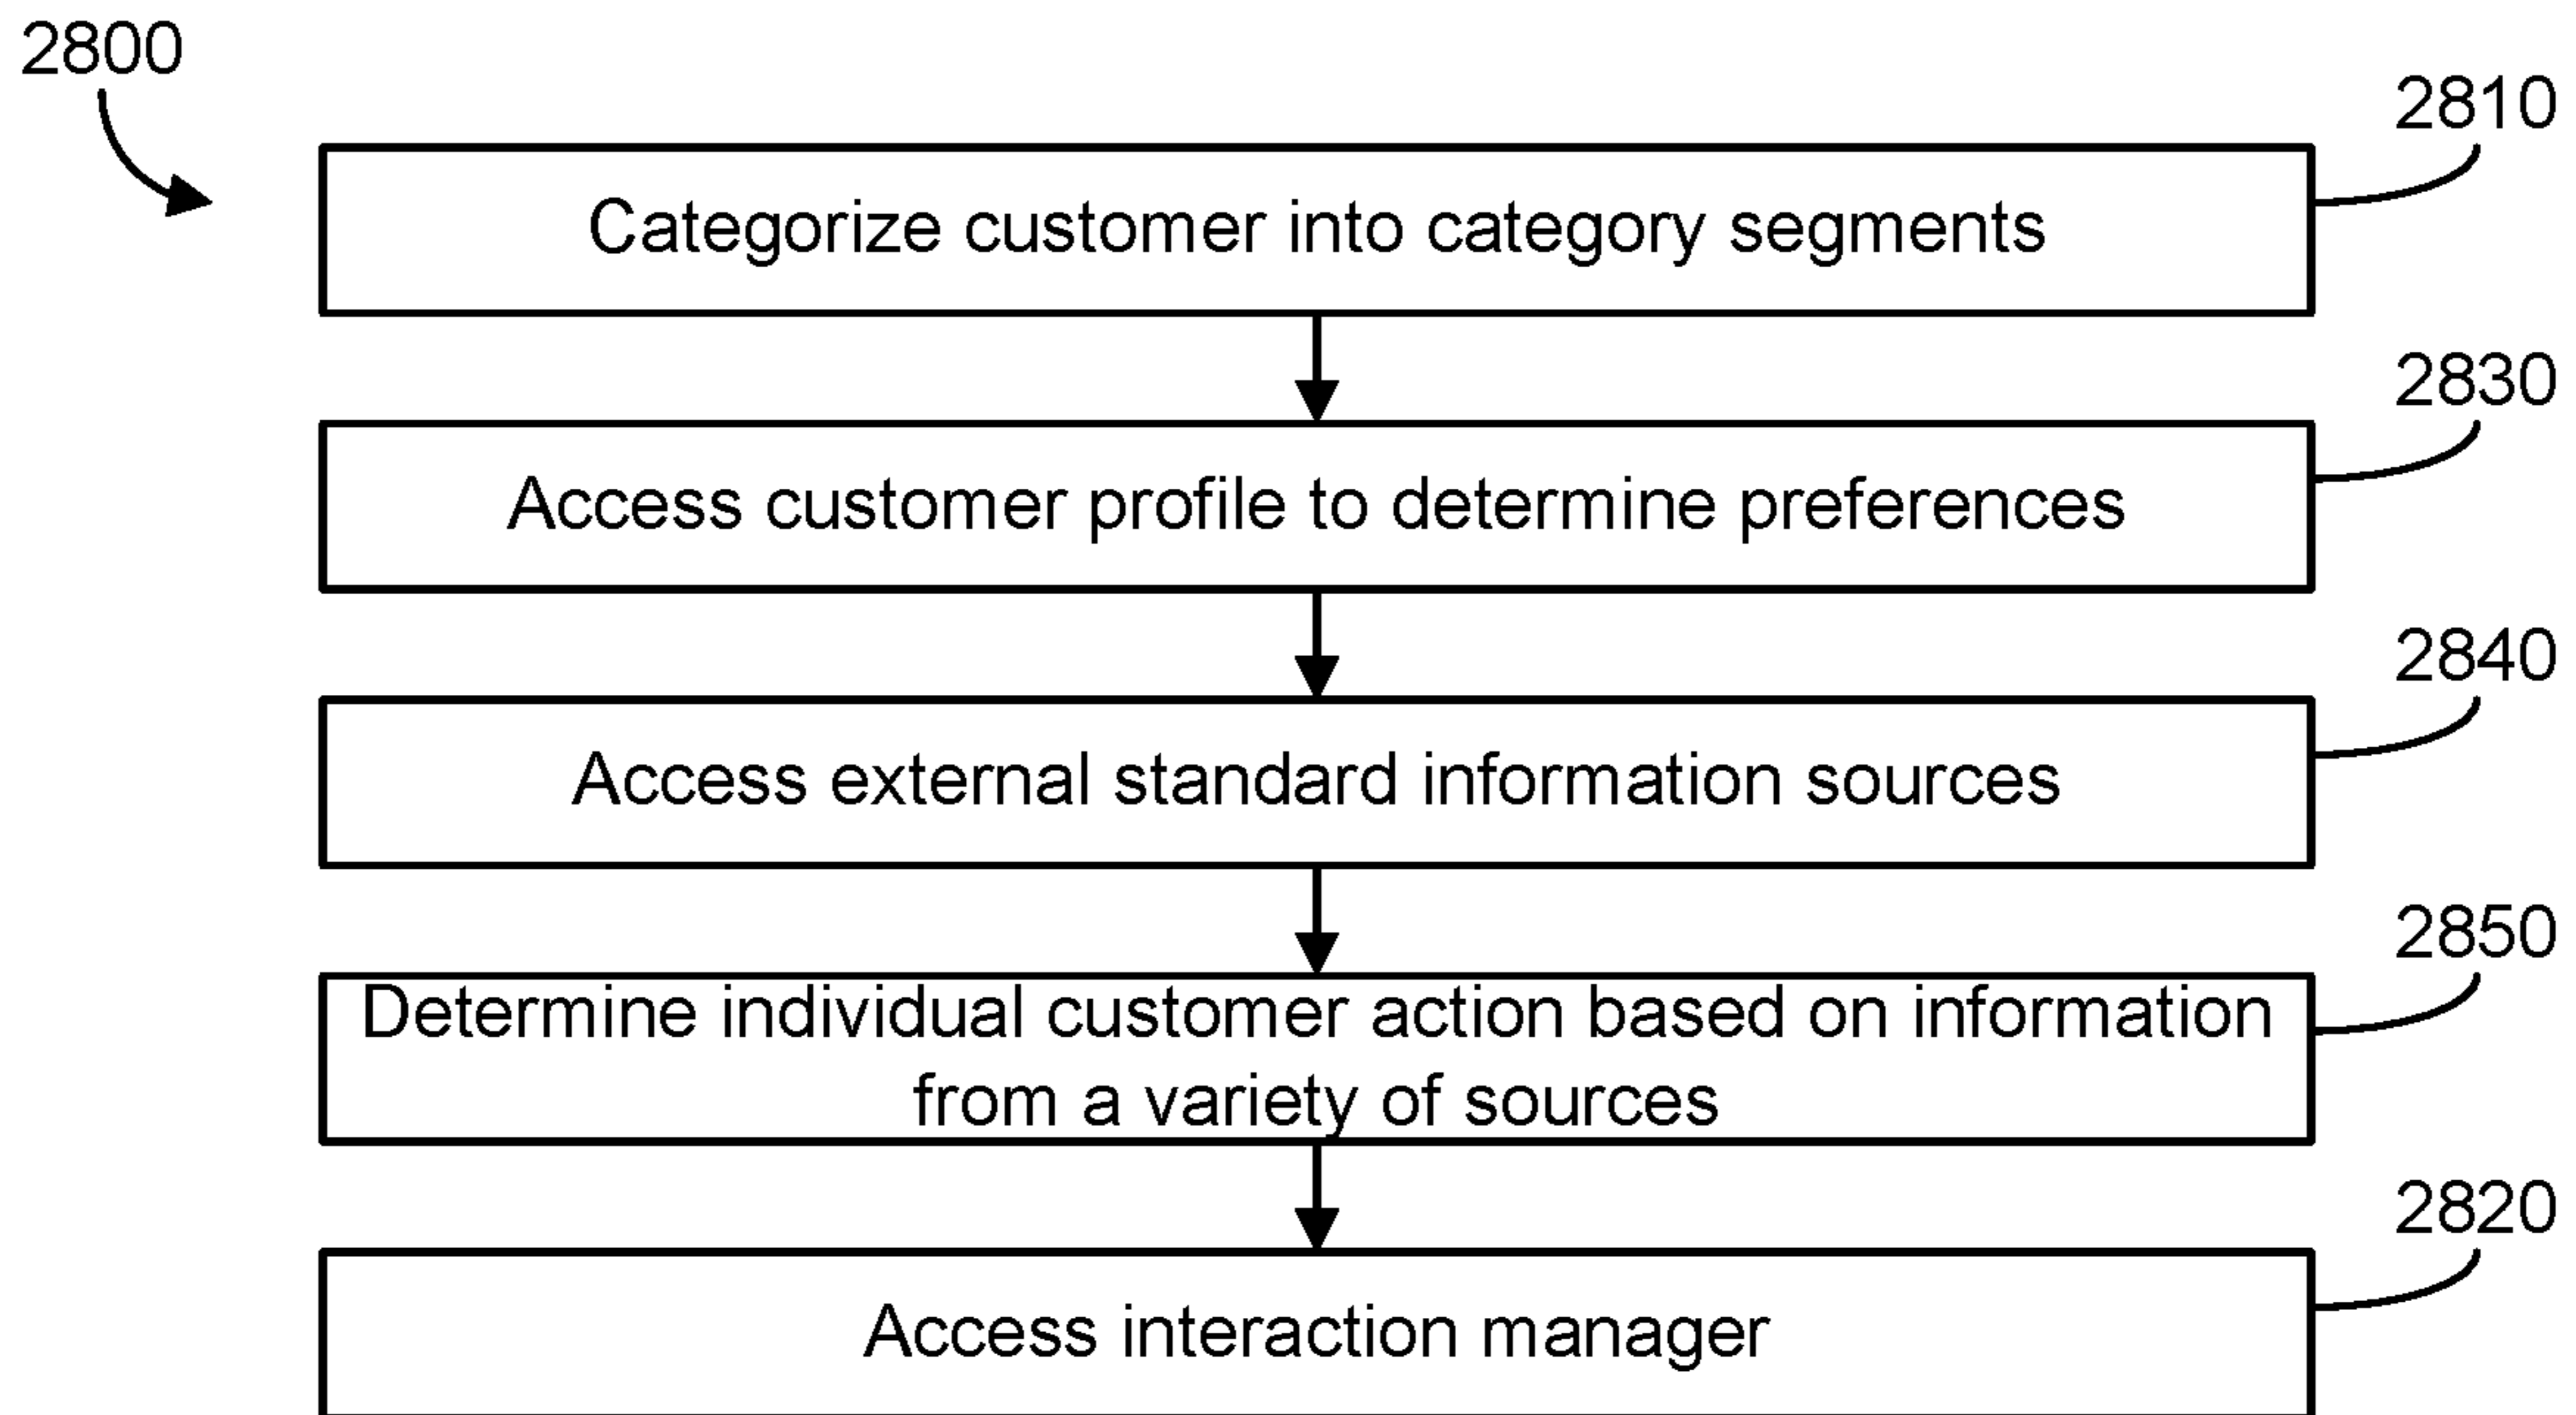 2800
2810
Categorize customer into category segments
2830
Access customer profile to determine preferences
2840
Access external standard information sources
2850
Determine individual customer action based on information
from a variety of sources
2820
Access interaction manager